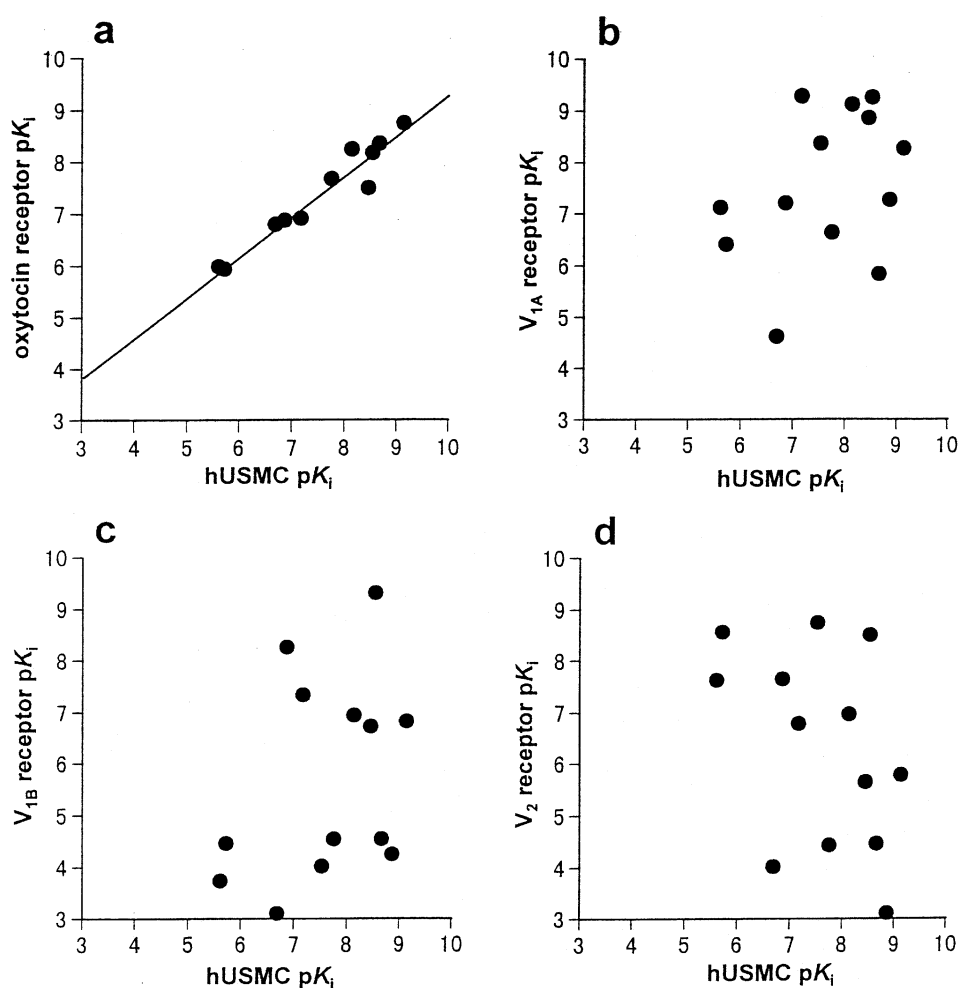 a
oxytocin receptor pKi
10
9
8
7
6
5
4
3
3 4 5 6 7 8 9 10
hUSMC pKi
b
V1A receptor pKi
10
9
8
7
6
5
4
3
3 4 5 6 7 8 9 10
hUSMC pKi
c
V1B receptor pKi
10
9
8
7
6
5
4
3
3 4 5 6 7 8 9 10
hUSMC pKi
d
V2 receptor pKi
10
9
8
7
6
5
4
3
3 4 5 6 7 8 9 10
hUSMC pKi